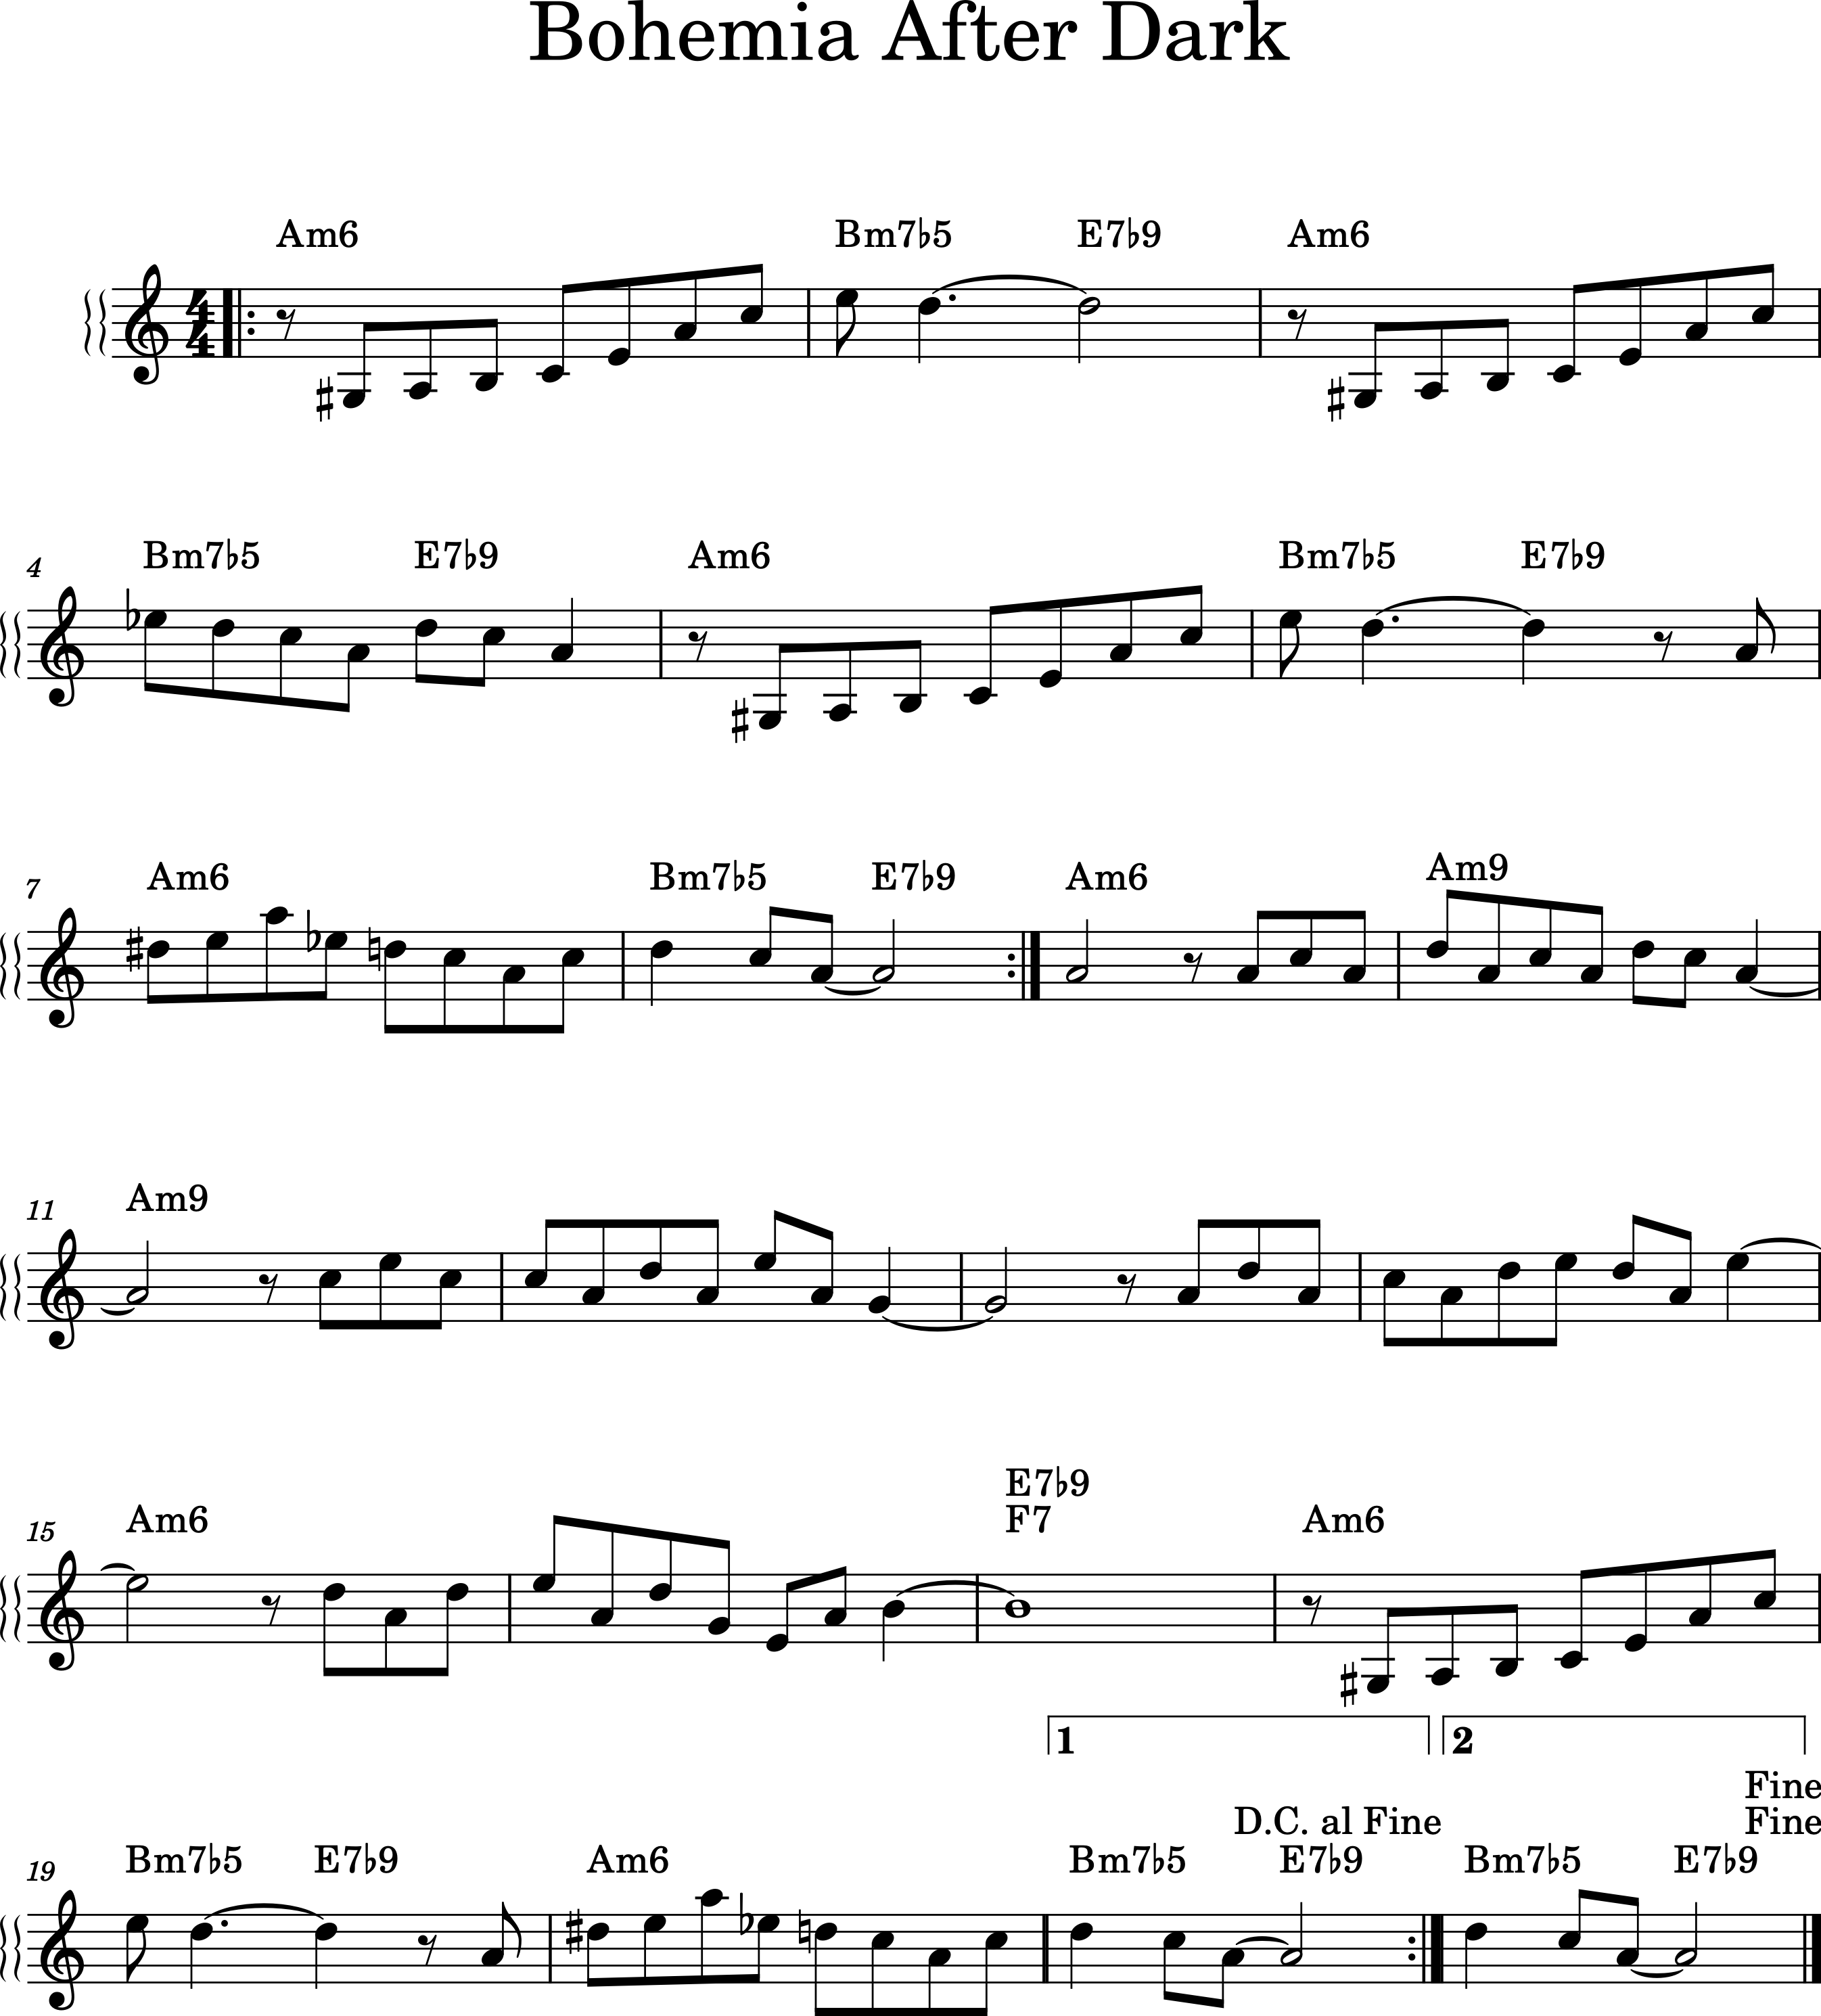 Bohemia After Dark
Am6 Bm7♭5 E7♭9 Am6
4 Bm7♭5 E7♭9 Am6 Bm7♭5 E7♭9
7 Am6 Bm7♭5 E7♭9 Am6 Am9
11 Am9
E7♭9
15 Am6 F7 Am6
1 2
Fine
D.C. al Fine Fine
19 Bm7♭5 E7♭9 Am6 Bm7♭5 E7♭9 Bm7♭5 E7♭9